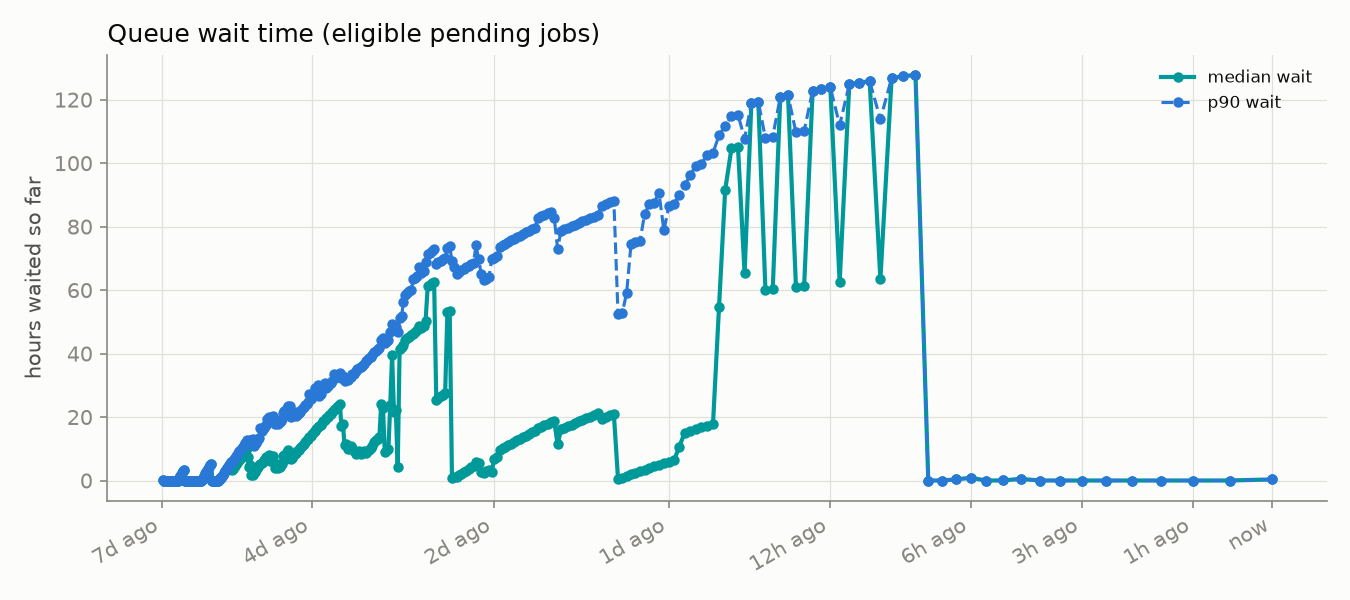 Queue wait time (eligible pending jobs)
median wait
p90 wait
hours waited so far
120
100
80
60
40
20
0
7d ago
4d ago
2d ago
1d ago
12h ago
6h ago
3h ago
1h ago
now